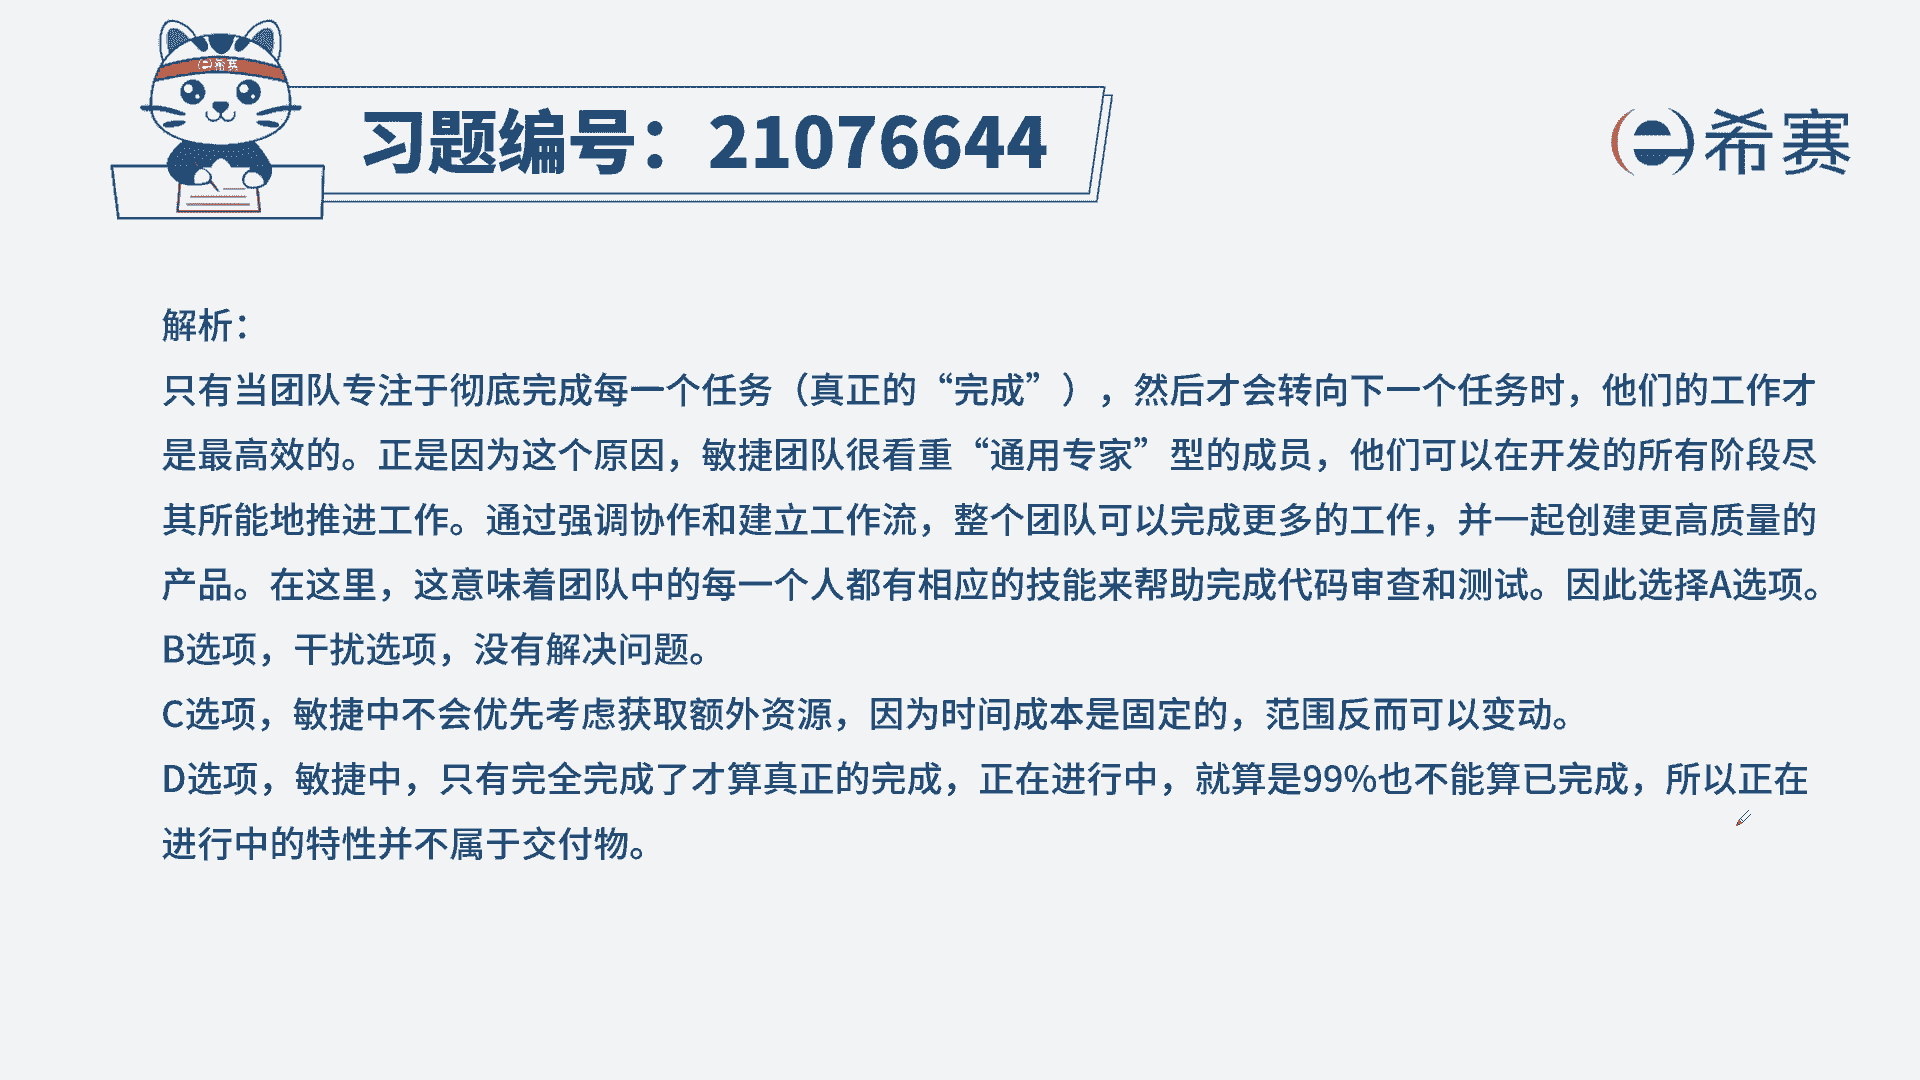 希赛
习题编号：21076644
希赛
解析：
只有当团队专注于彻底完成每一个任务（真正的“完成”），然后才会转向下一个任务时，他们的工作才
是最高效的。正是因为这个原因，敏捷团队很看重“通用专家”型的成员，他们可以在开发的所有阶段尽
其所能地推进工作。通过强调协作和建立工作流，整个团队可以完成更多的工作，并一起创建更高质量的
产品。在这里，这意味着团队中的每一个人都有相应的技能来帮助完成代码审查和测试。因此选择A选项。
B选项，干扰选项，没有解决问题。
C选项，敏捷中不会优先考虑获取额外资源，因为时间成本是固定的，范围反而可以变动。
D选项，敏捷中，只有完全完成了才算真正的完成，正在进行中，就算是99%也不能算已完成，所以正在
进行中的特性并不属于交付物。